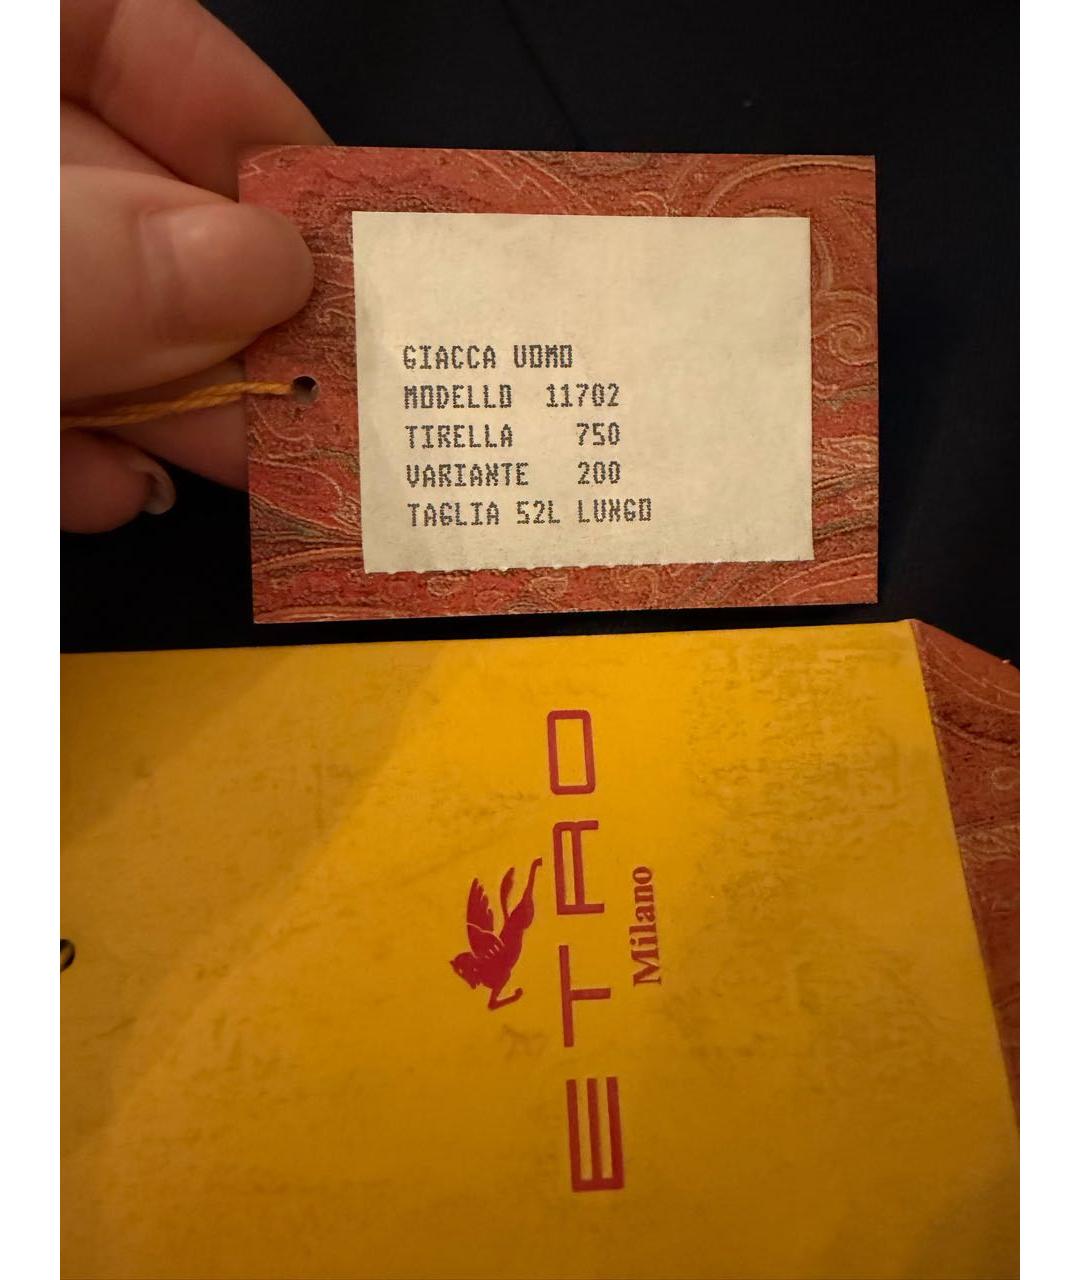 GIACCA UOMO
MODELLO 11702
TIRELLA 750
VARIANTE 200
TAGLIA 52L LUNGO
ETRO
Milano